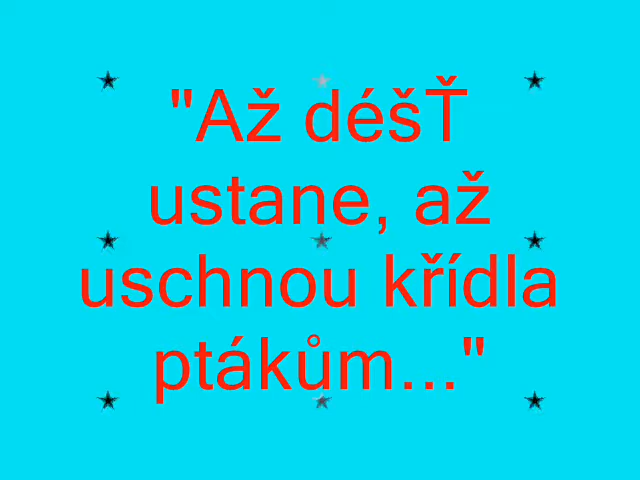 "Až déšŤ
ustane, až
uschnou křídla
ptákům..."